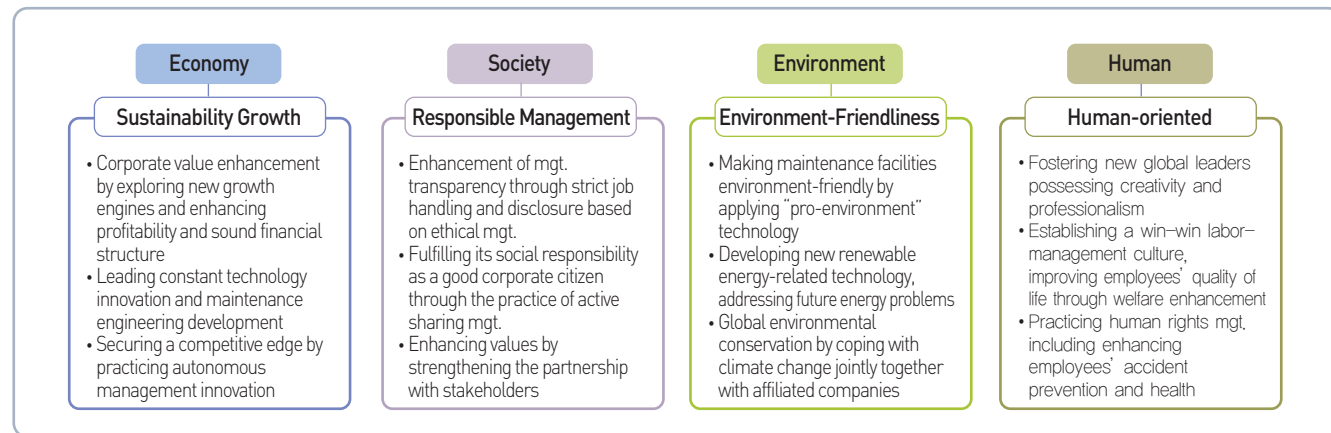 Economy
Sustainability Growth
• Corporate value enhancement
by exploring new growth
engines and enhancing
profitability and sound financial
structure
• Leading constant technology
innovation and maintenance
engineering development
• Securing a competitive edge by
practicing autonomous
management innovation
Society
Responsible Management
• Enhancement of mgt.
transparency through strict job
handling and disclosure based
on ethical mgt.
• Fulfilling its social responsibility
as a good corporate citizen
through the practice of active
sharing mgt.
• Enhancing values by
strengthening the partnership
with stakeholders
Environment
Environment-Friendliness
• Making maintenance facilities
environment-friendly by
applying "pro-environment"
technology
• Developing new renewable
energy-related technology,
addressing future energy problems
• Global environmental
conservation by coping with
climate change jointly together
with affiliated companies
Human
Human-oriented
• Fostering new global leaders
possessing creativity and
professionalism
• Establishing a win-win labor-
management culture,
improving employees' quality of
life through welfare enhancement
• Practicing human rights mgt,
including enhancing
employees' accident
prevention and health